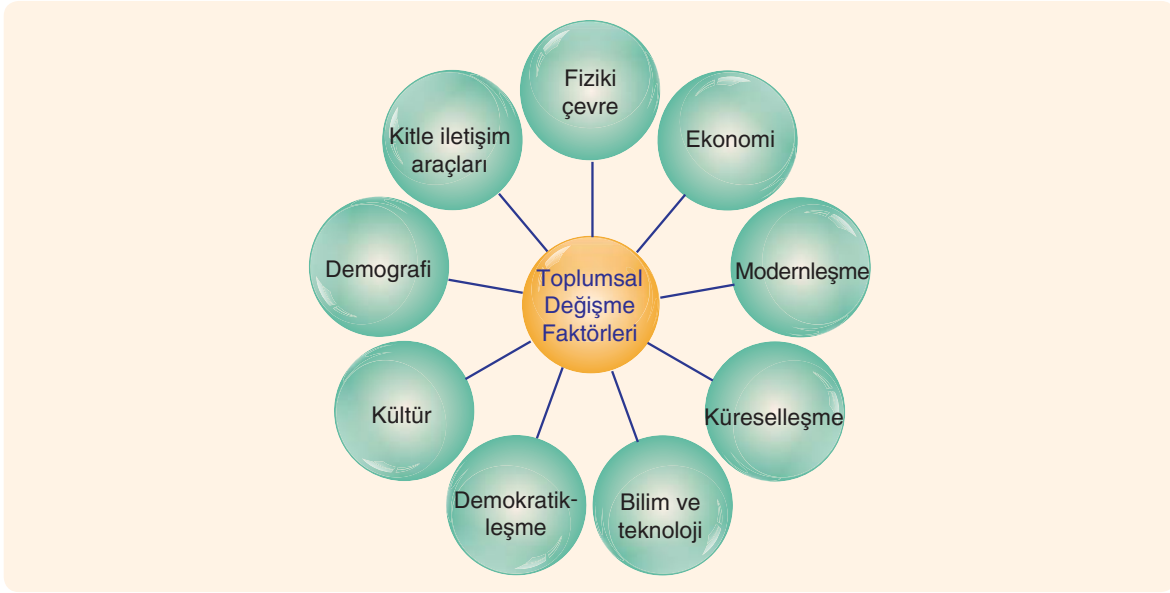 Fiziki
çevre
Ekonomi
Modernleşme
Küreselleşme
Bilim ve
teknoloji
Demokratik-
leşme
Kültür
Demografi
Kitle iletişim
araçları
Toplumsal
Değişme
Faktörleri